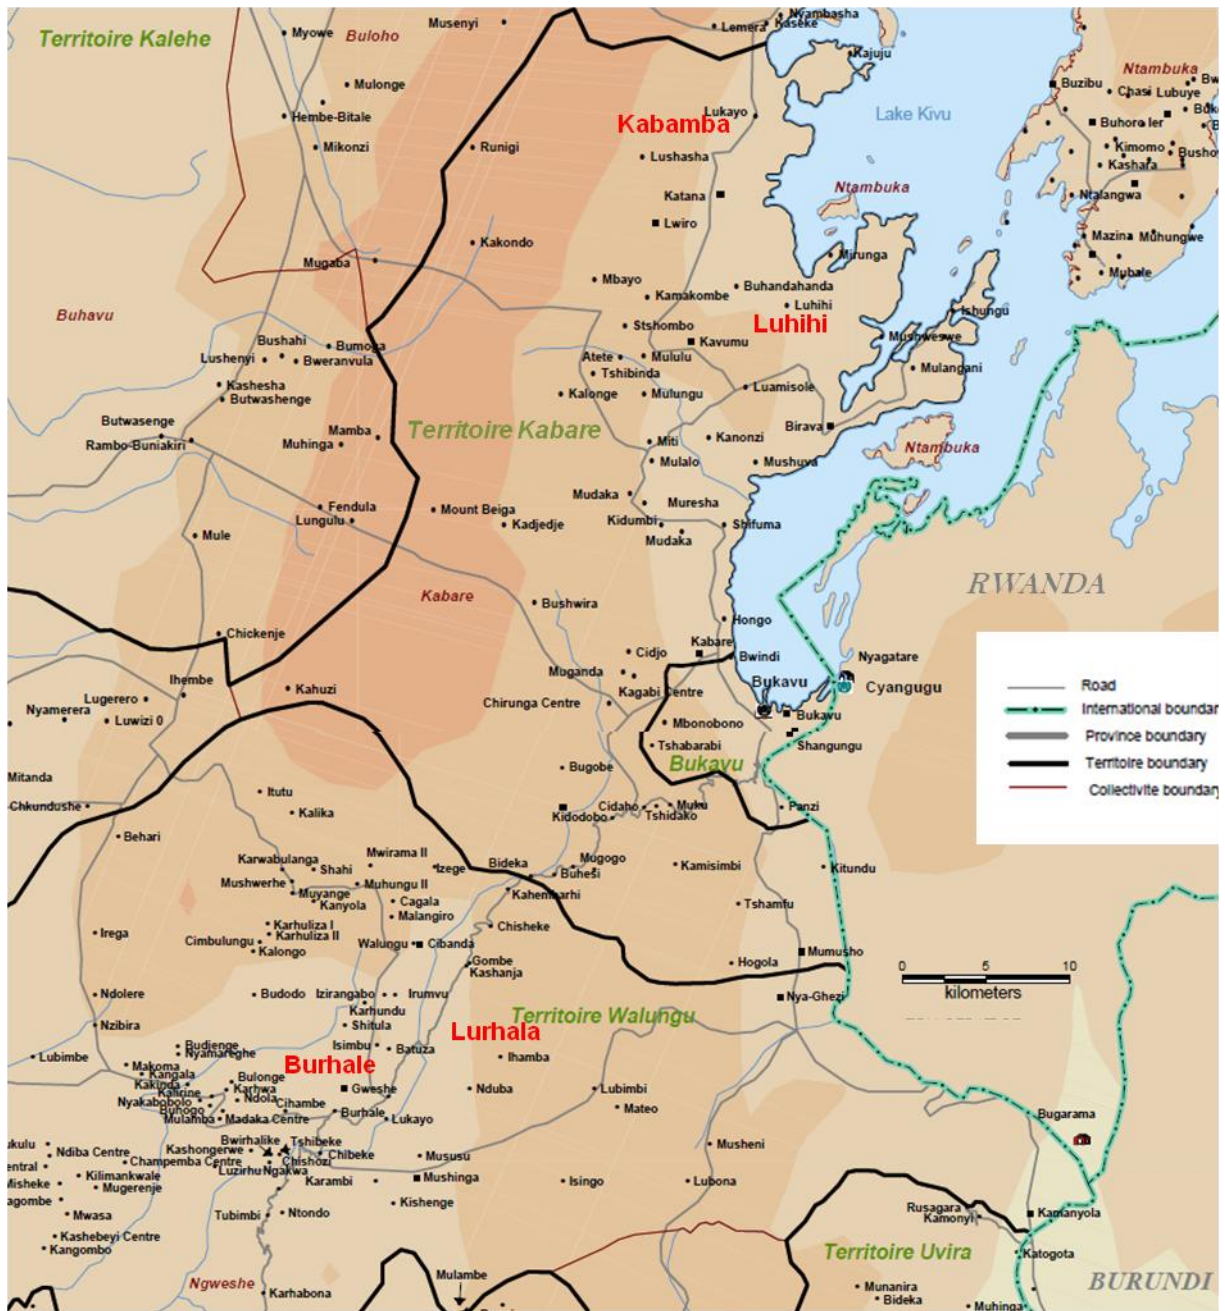 Nyambasha
Musenyi
Lemera
Kaseke
Myowe
Buloho
Territoire Kalehe
Kajuju
Ntambuka
Mulonge
Buzibu
Chasi
Lubuye
Lukayo
Lake Kivu
Hembe-Bitale
Kabamba
Buhoro Ier
Mikonzi
Runigi
Lushasha
Kimomo
Kashara
Katana
Ntambuka
Ntalangwa
Lwiro
Kakondo
Mazina
Muhungwe
Mugaba
Mirunga
Mubale
Mbayo
Buhandahanda
Kamakombe
Luhihi
Ishungu
Buhavu
Stshombo
Luhihi
Bushahi
Bumoga
Kavumu
Mushweswe
Lushenyi
Bweranvula
Atete
Mululu
Tshibinda
Mulangani
Kashesha
Butwashenge
Kalonge
Mulungu
Luamisole
Butwasenge
Mamba
Territoire Kabare
Birava
Rambo-Buniakiri
Muhinga
Miti
Kanonzi
Ntambuka
Mulalo
Mushuva
Mudaka
Muresha
Fendula
Mount Beiga
Lungulu
Kadjedje
Kidumbi
Shifuma
Mule
Mudaka
RWANDA
Kabare
Bushwira
Hongo
Chickenje
Kabare
Cidjo
Bwindi
Nyagatare
Muganda
Ihembe
Kahuzi
Kagabi Centre
Bukavu
Cyangugu
Road
Lugerero
Chirunga Centre
Nyamerera
Luwizi 0
Mbonobono
Bukavu
International boundar
Province boundary
Tshabarabi
Shangungu
Bukavu
Territoire boundary
Mitanda
Bugobe
Itutu
Collectivite boundary
Chkundushe
Kalika
Cidaho
Muku
Panzi
Kidodobo
Tshidako
Behari
Mwirama II
Karwabulanga
Shahi
Izege
Bideka
Mugogo
Kamisimbi
Kitundu
Buhesi
Mushwerhe
Muhungu II
Muyange
Kahembarhi
Kanyola
Cagala
Tshamfu
Malangiro
Karhuliza I
Irega
Karhuliza II
Chisheke
Cimbulungu
Walungu
Cibanda
Kalongo
Mumusho
Gombe
Hogola
Kashanja
0
5
10
kilometers
Ndolere
Budodo
Izirangabo
Irumvu
Nya-Ghezi
Karhundu
Territoire Walungu
Nzibira
Shitula
Lurhala
Budjenge
Isimbu
Batuza
Nyamareghe
Lubimbe
Ihamba
Makoma
Burhale
Kangala
Bulonge
Kakinda
Karhwa
Gweshe
Nduba
Lubimbi
Kalirine
Ndola
Nyakabobolo
Cihambe
Mateo
Buhogo
Burhale
Bugarama
Mulamba
Madaka Centre
Lukayo
ukulu
Bwirhalike
Tshibeke
Musheni
Ndiba Centre
Kashongerwe
Chibeke
Mususu
entral
Champemba Centre
Chishozi
Luzirhu
Ngakwa
Kilimankwale
Karambi
Mushinga
Isingo
Lubona
Misheke
Mugerenje
agombo
Kishenge
Rusagara
Mwasa
Tubimbi
Ntondo
Kamonyi
Kamanyola
Kashebeyi Centre
Kangombo
Territoire Uvira
Katogota
Ngweshe
Mulambe
Munanira
BURUNDI
Karhabona
Bideka
Muhinga